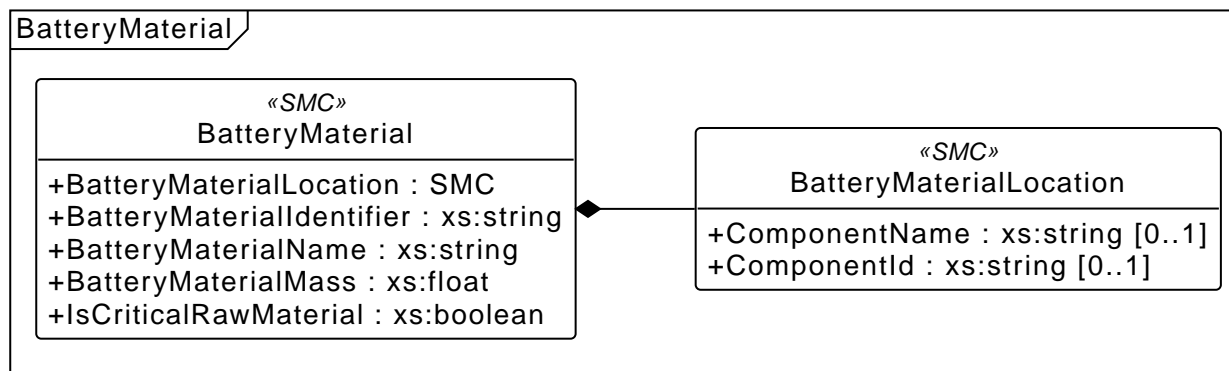 BatteryMaterial
«SMC»
BatteryMaterial
+BatteryMaterialLocation : SMC
+BatteryMaterialIdentifier : xs:string
+BatteryMaterialName : xs:string
+BatteryMaterialMass : xs:float
+IsCriticalRawMaterial : xs:boolean
«SMC»
BatteryMaterialLocation
+ComponentName : xs:string [0..1]
+ComponentId : xs:string [0..1]